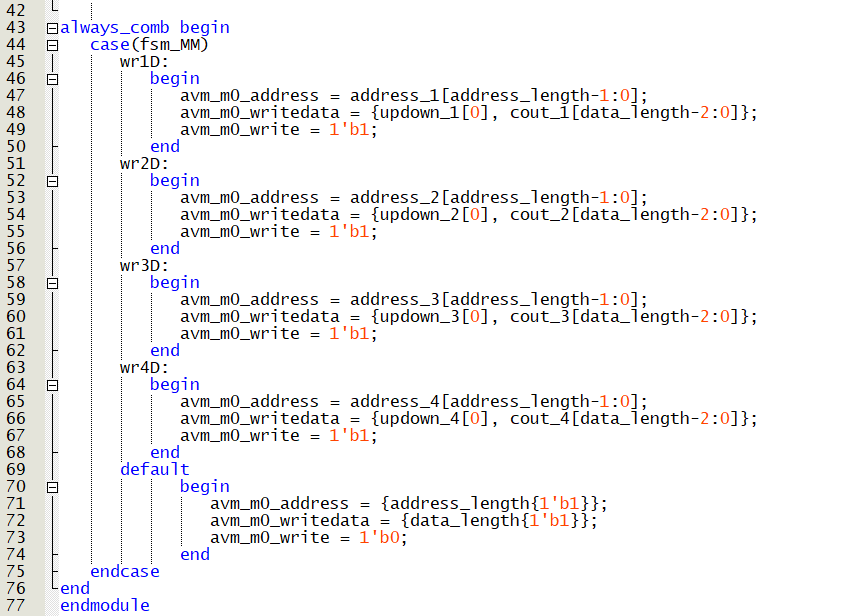 42
43 always_comb begin
44 case(fsm_MM)
45 wr1D:
46 begin
47 avm_m0_address = address_1[address_length-1:0];
48 avm_m0_writedata = {updown_1[0], cout_1[data_length-2:0]};
49 avm_m0_write = 1'b1;
50 end
51 wr2D:
52 begin
53 avm_m0_address = address_2[address_length-1:0];
54 avm_m0_writedata = {updown_2[0], cout_2[data_length-2:0]};
55 avm_m0_write = 1'b1;
56 end
57 wr3D:
58 begin
59 avm_m0_address = address_3[address_length-1:0];
60 avm_m0_writedata = {updown_3[0], cout_3[data_length-2:0]};
61 avm_m0_write = 1'b1;
62 end
63 wr4D:
64 begin
65 avm_m0_address = address_4[address_length-1:0];
66 avm_m0_writedata = {updown_4[0], cout_4[data_length-2:0]};
67 avm_m0_write = 1'b1;
68 end
69 default
70 begin
71 avm_m0_address = {address_length{1'b1}};
72 avm_m0_writedata = {data_length{1'b1}};
73 avm_m0_write = 1'b0;
74 end
75 endcase
76 end
77 endmodule